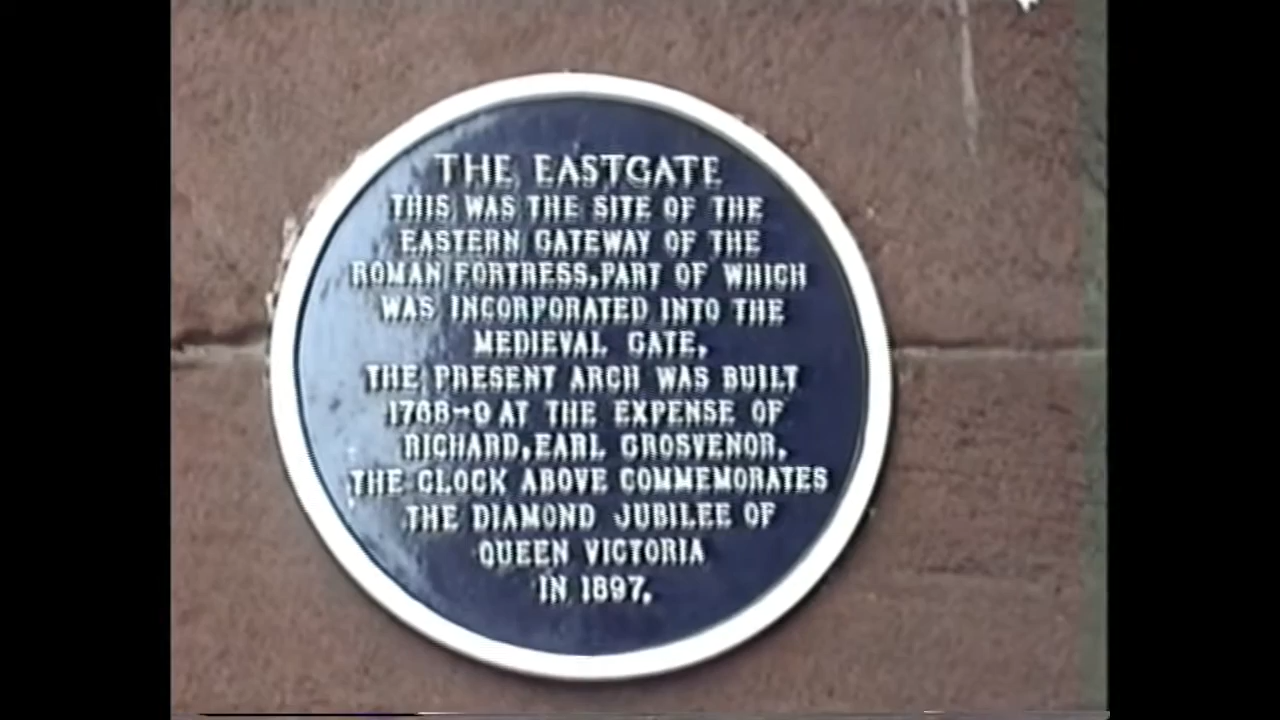 THE EASTGATE
THIS WAS THE SITE OF THE
EASTERN GATEWAY OF THE
ROMAN FORTRESS, PART OF WHICH
WAS INCORPORATED INTO THE
MEDIEVAL GATE.
THE PRESENT ARCH WAS BUILT
AT THE EXPENSE OF
RICHARD, EARL GROSVENOR.
THE CLOCK ABOVE COMMEMORATES
THE DIAMOND JUBILEE OF
QUEEN VICTORIA
IN 1897.